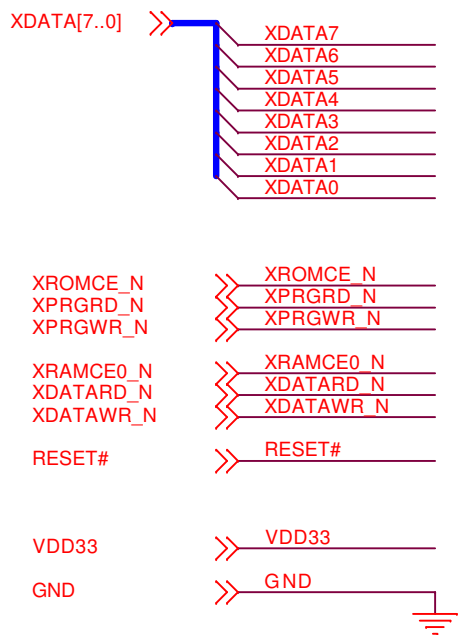 XDATA[7..0]
XDATA7
XDATA6
XDATA5
XDATA4
XDATA3
XDATA2
XDATA1
XDATA0
XROMCE_N XROMCE_N
XPRGRD_N XPRGRD_N
XPRGWR_N XPRGWR_N
XRAMCE0_N XRAMCE0_N
XDATARD_N XDATARD_N
XDATAWR_N XDATAWR_N
RESET# RESET#
VDD33 VDD33
GND GND